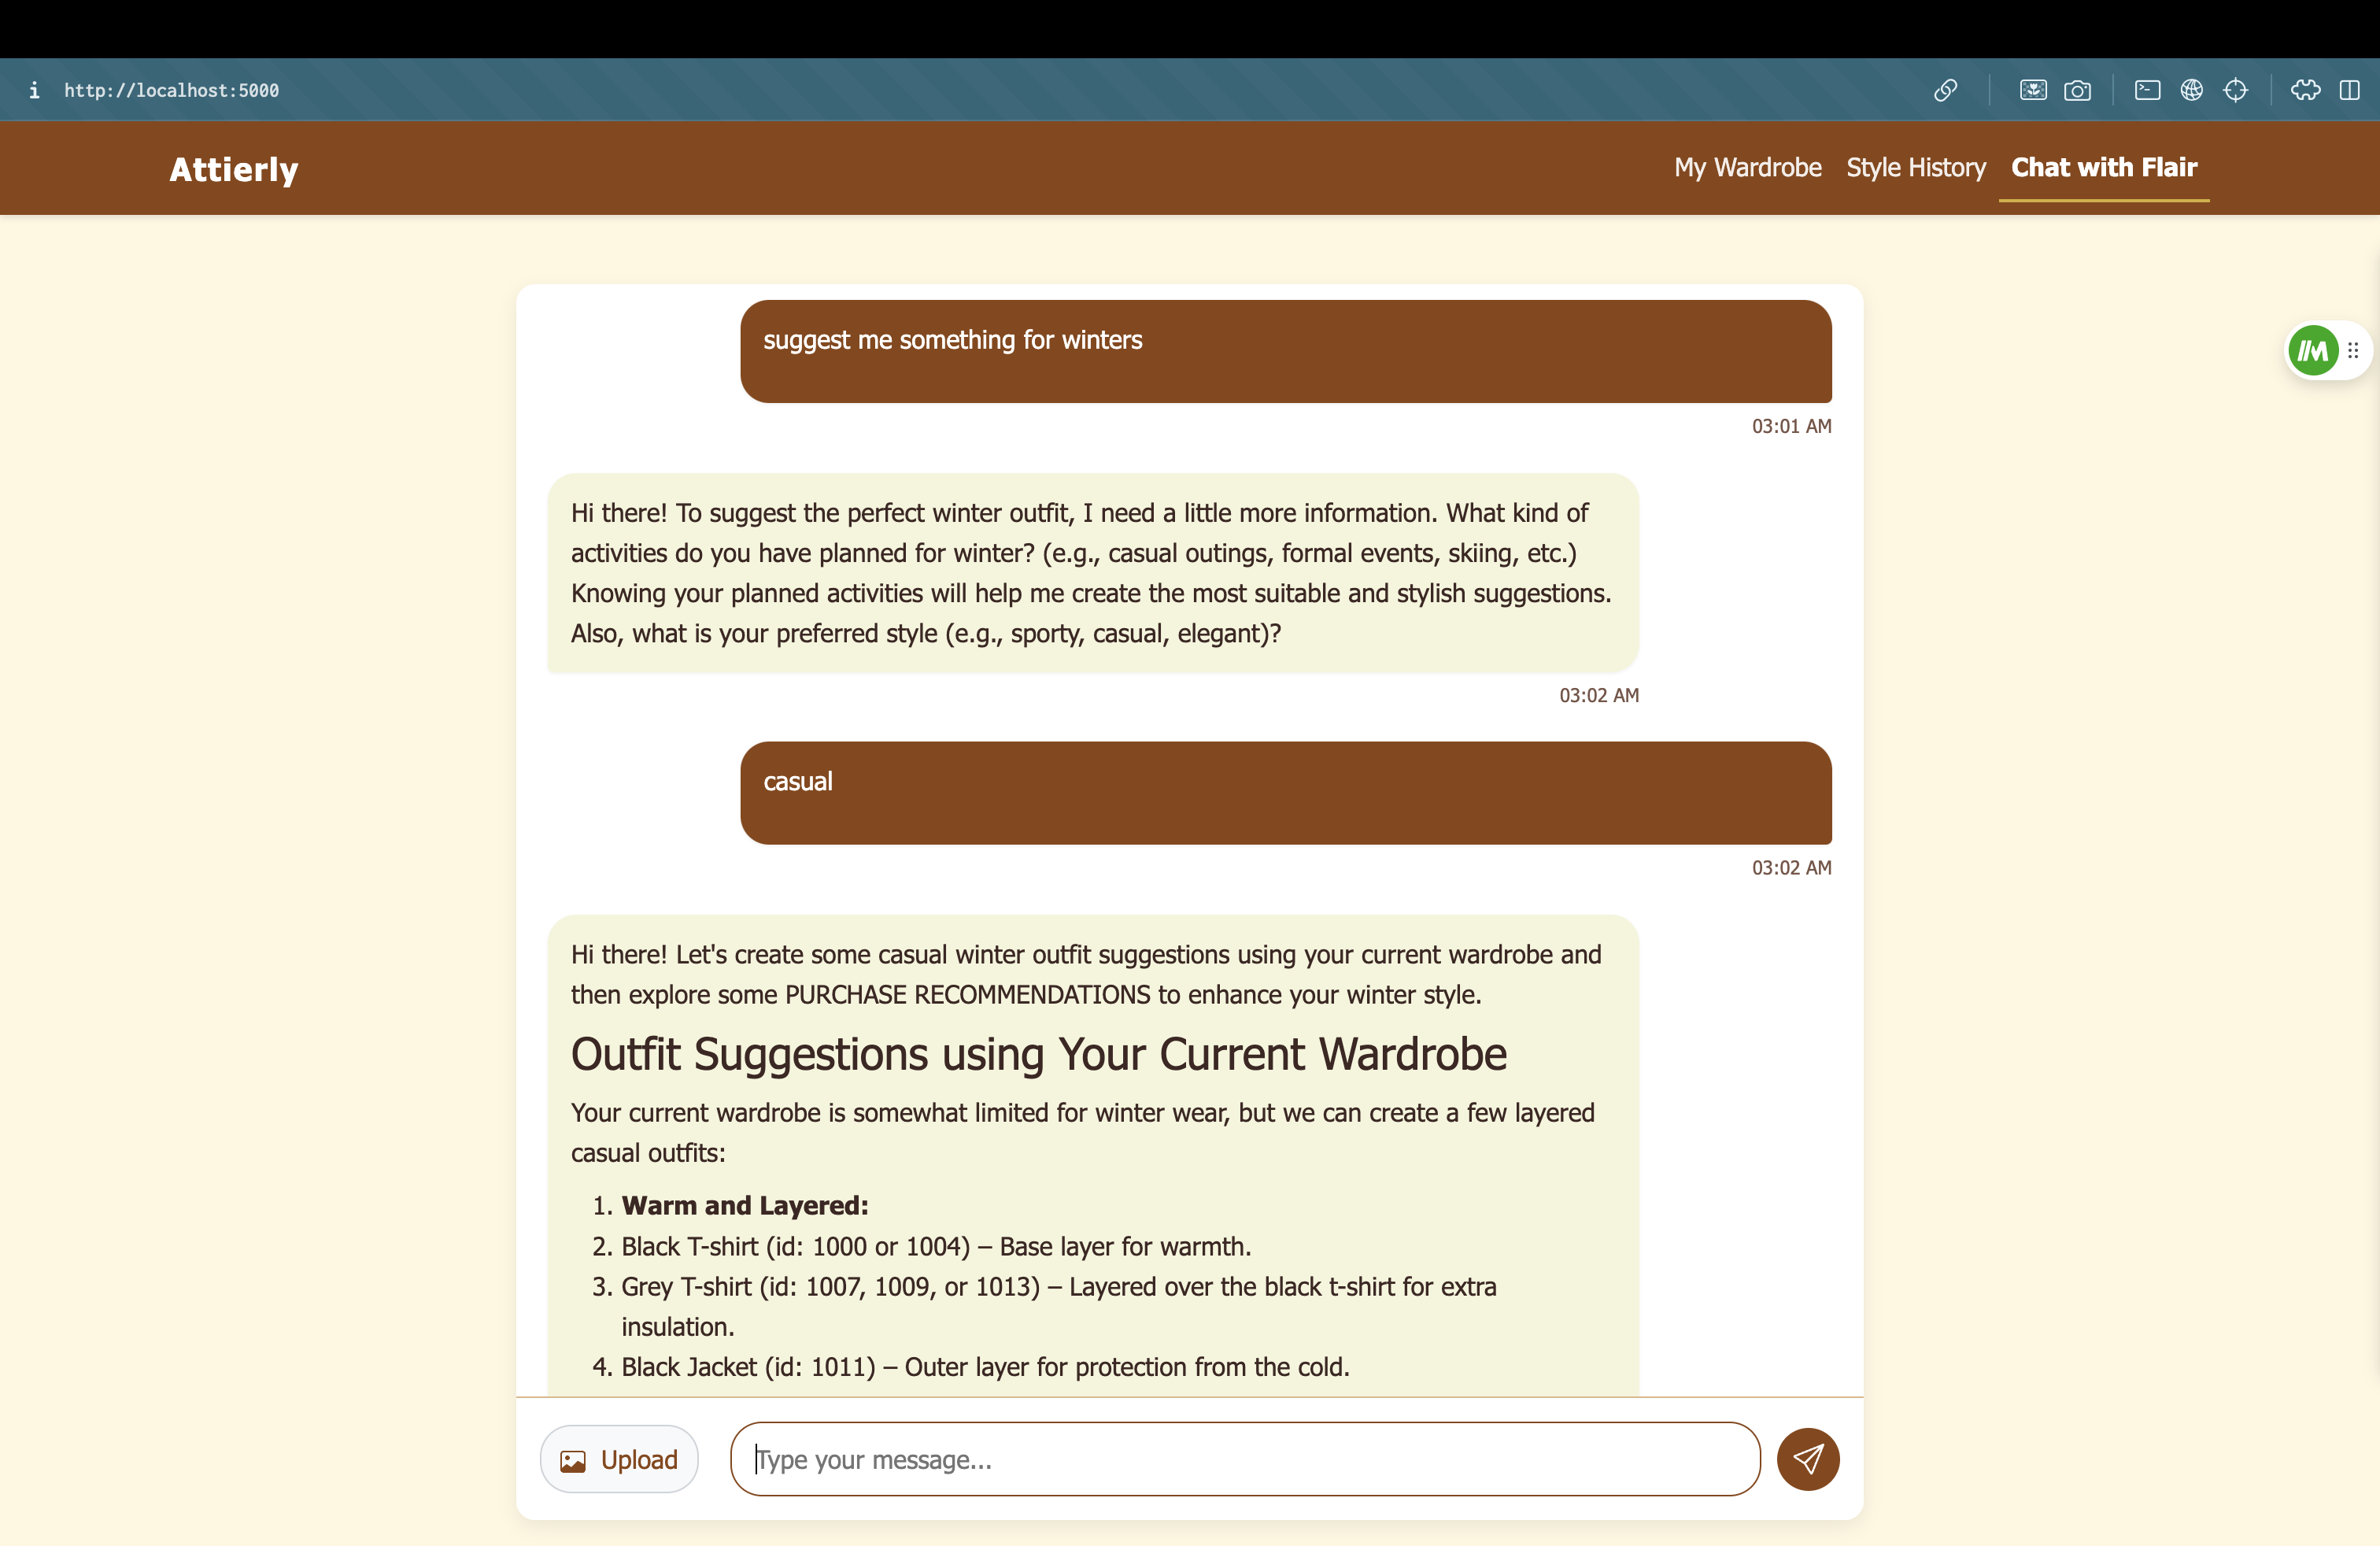 i http://localhost:5000
Attierly
My Wardrobe Style History Chat with Flair
suggest me something for winters
03:01 AM
Hi there! To suggest the perfect winter outfit, I need a little more information. What kind of
activities do you have planned for winter? (e.g., casual outings, formal events, skiing, etc.)
Knowing your planned activities will help me create the most suitable and stylish suggestions.
Also, what is your preferred style (e.g., sporty, casual, elegant)?
03:02 AM
casual
03:02 AM
Hi there! Let's create some casual winter outfit suggestions using your current wardrobe and
then explore some PURCHASE RECOMMENDATIONS to enhance your winter style.
Outfit Suggestions using Your Current Wardrobe
Your current wardrobe is somewhat limited for winter wear, but we can create a few layered
casual outfits:
1. Warm and Layered:
2. Black T-shirt (id: 1000 or 1004) – Base layer for warmth.
3. Grey T-shirt (id: 1007, 1009, or 1013) – Layered over the black t-shirt for extra
insulation.
4. Black Jacket (id: 1011) – Outer layer for protection from the cold.
Upload
Type your message...